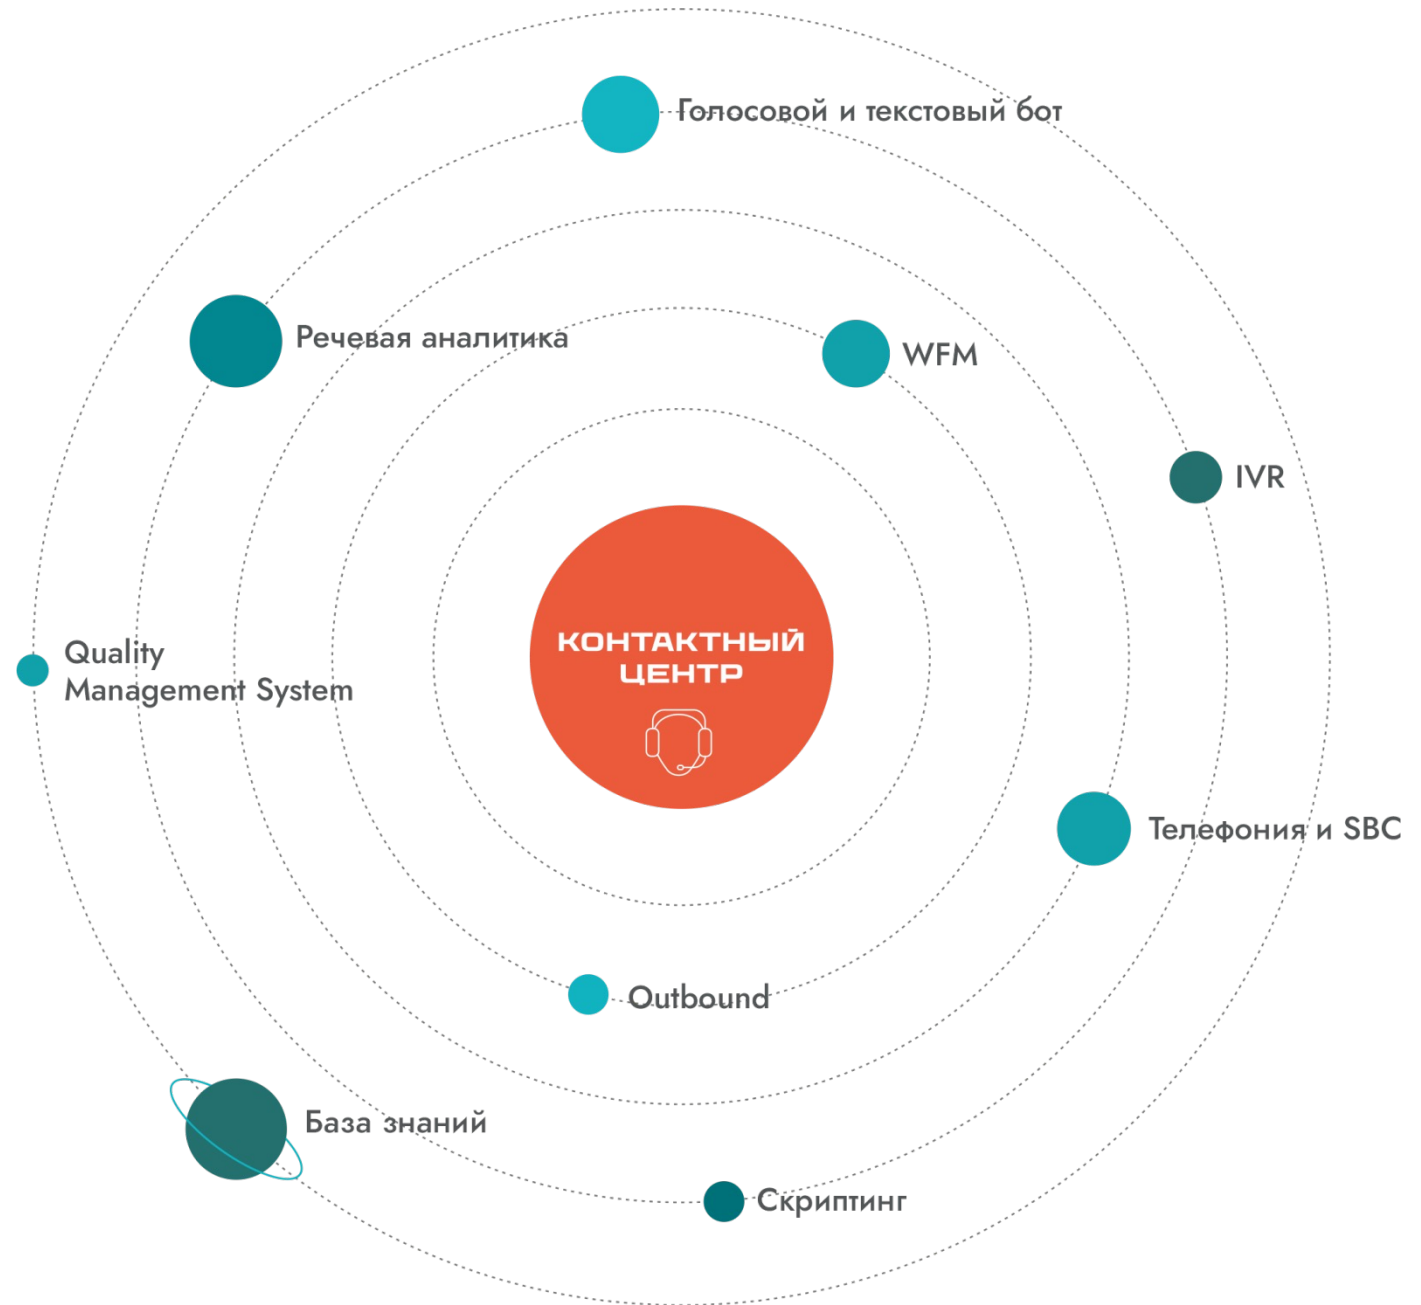 Голосовой и текстовый бот
Речевая аналитика
WFM
IVR
Quality
Management System
КОНТАКТНЫЙ
ЦЕНТР
Телефония и SBC
Outbound
База знаний
Скриптинг